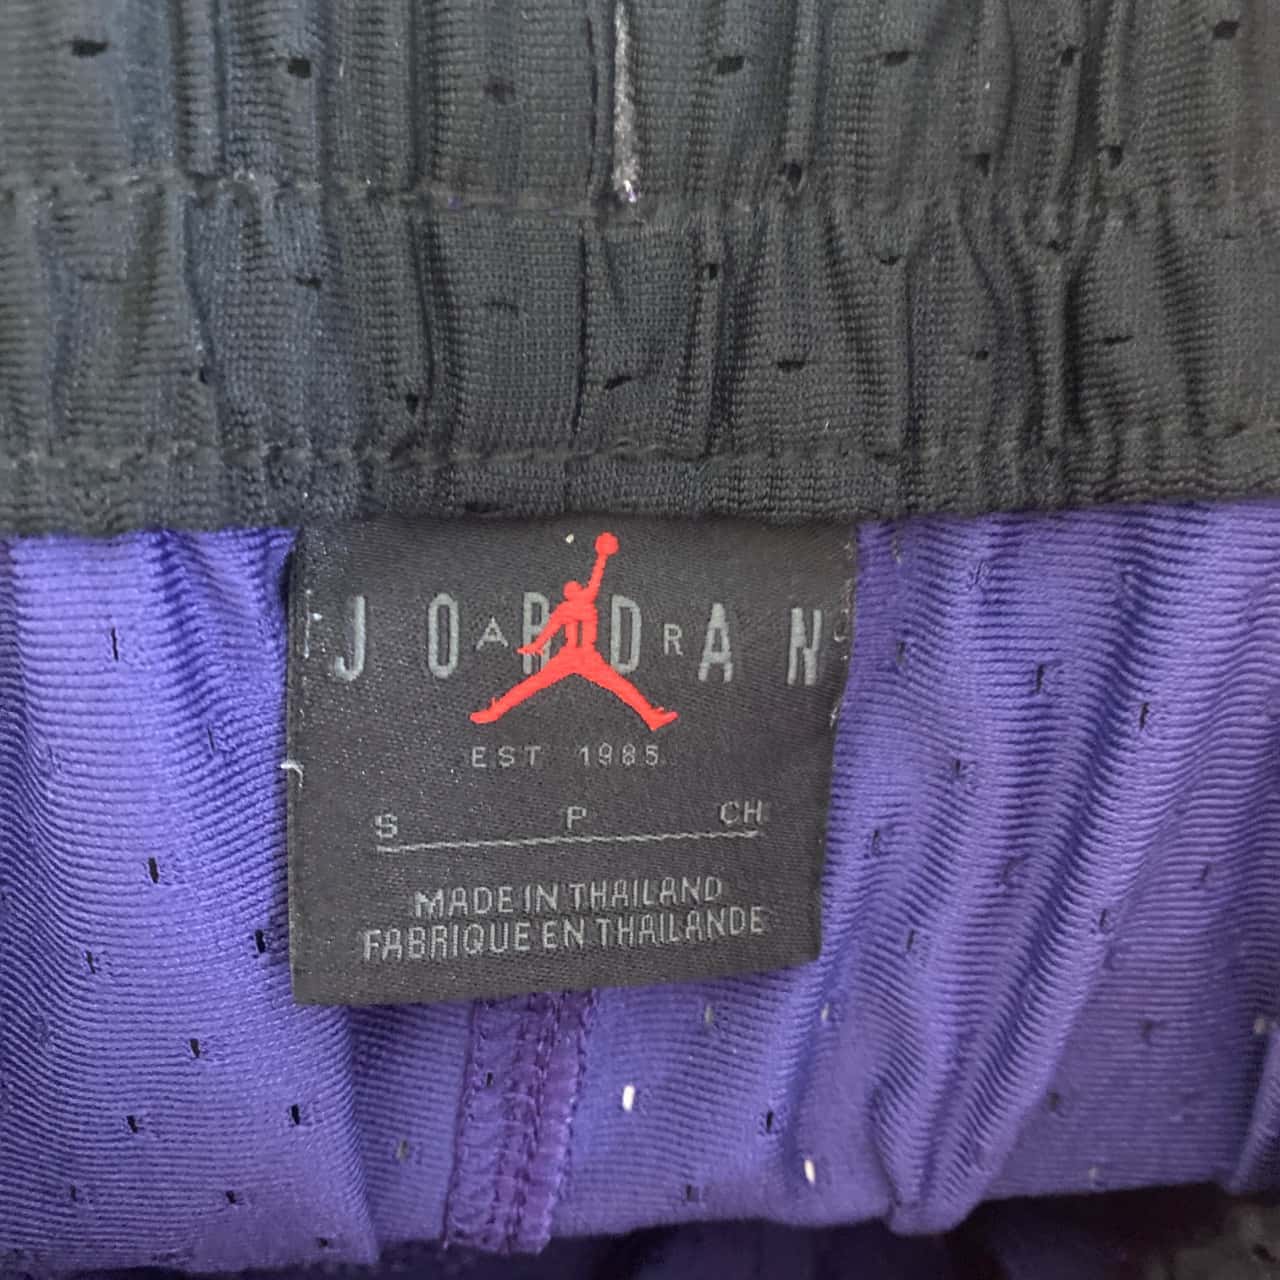 JORDAN
A R
EST. 1985
S P CH
MADE IN THAILAND
FABRIQUE EN THAILANDE